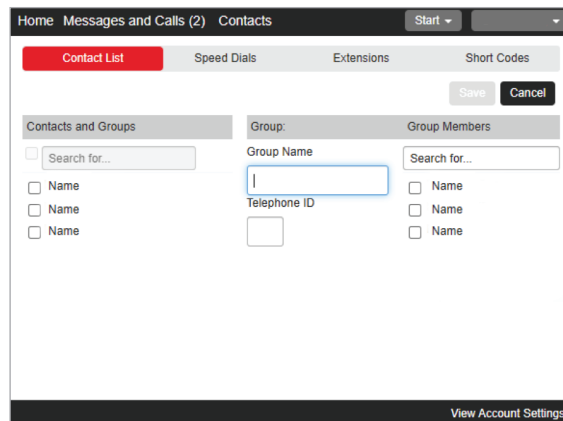 Home Messages and Calls (2) Contacts Start
Contact List Speed Dials Extensions Short Codes
Save Cancel
Contacts and Groups Group: Group Members
Search for... Group Name Search for...
Name Name
Name Telephone ID Name
Name Name
View Account Settings